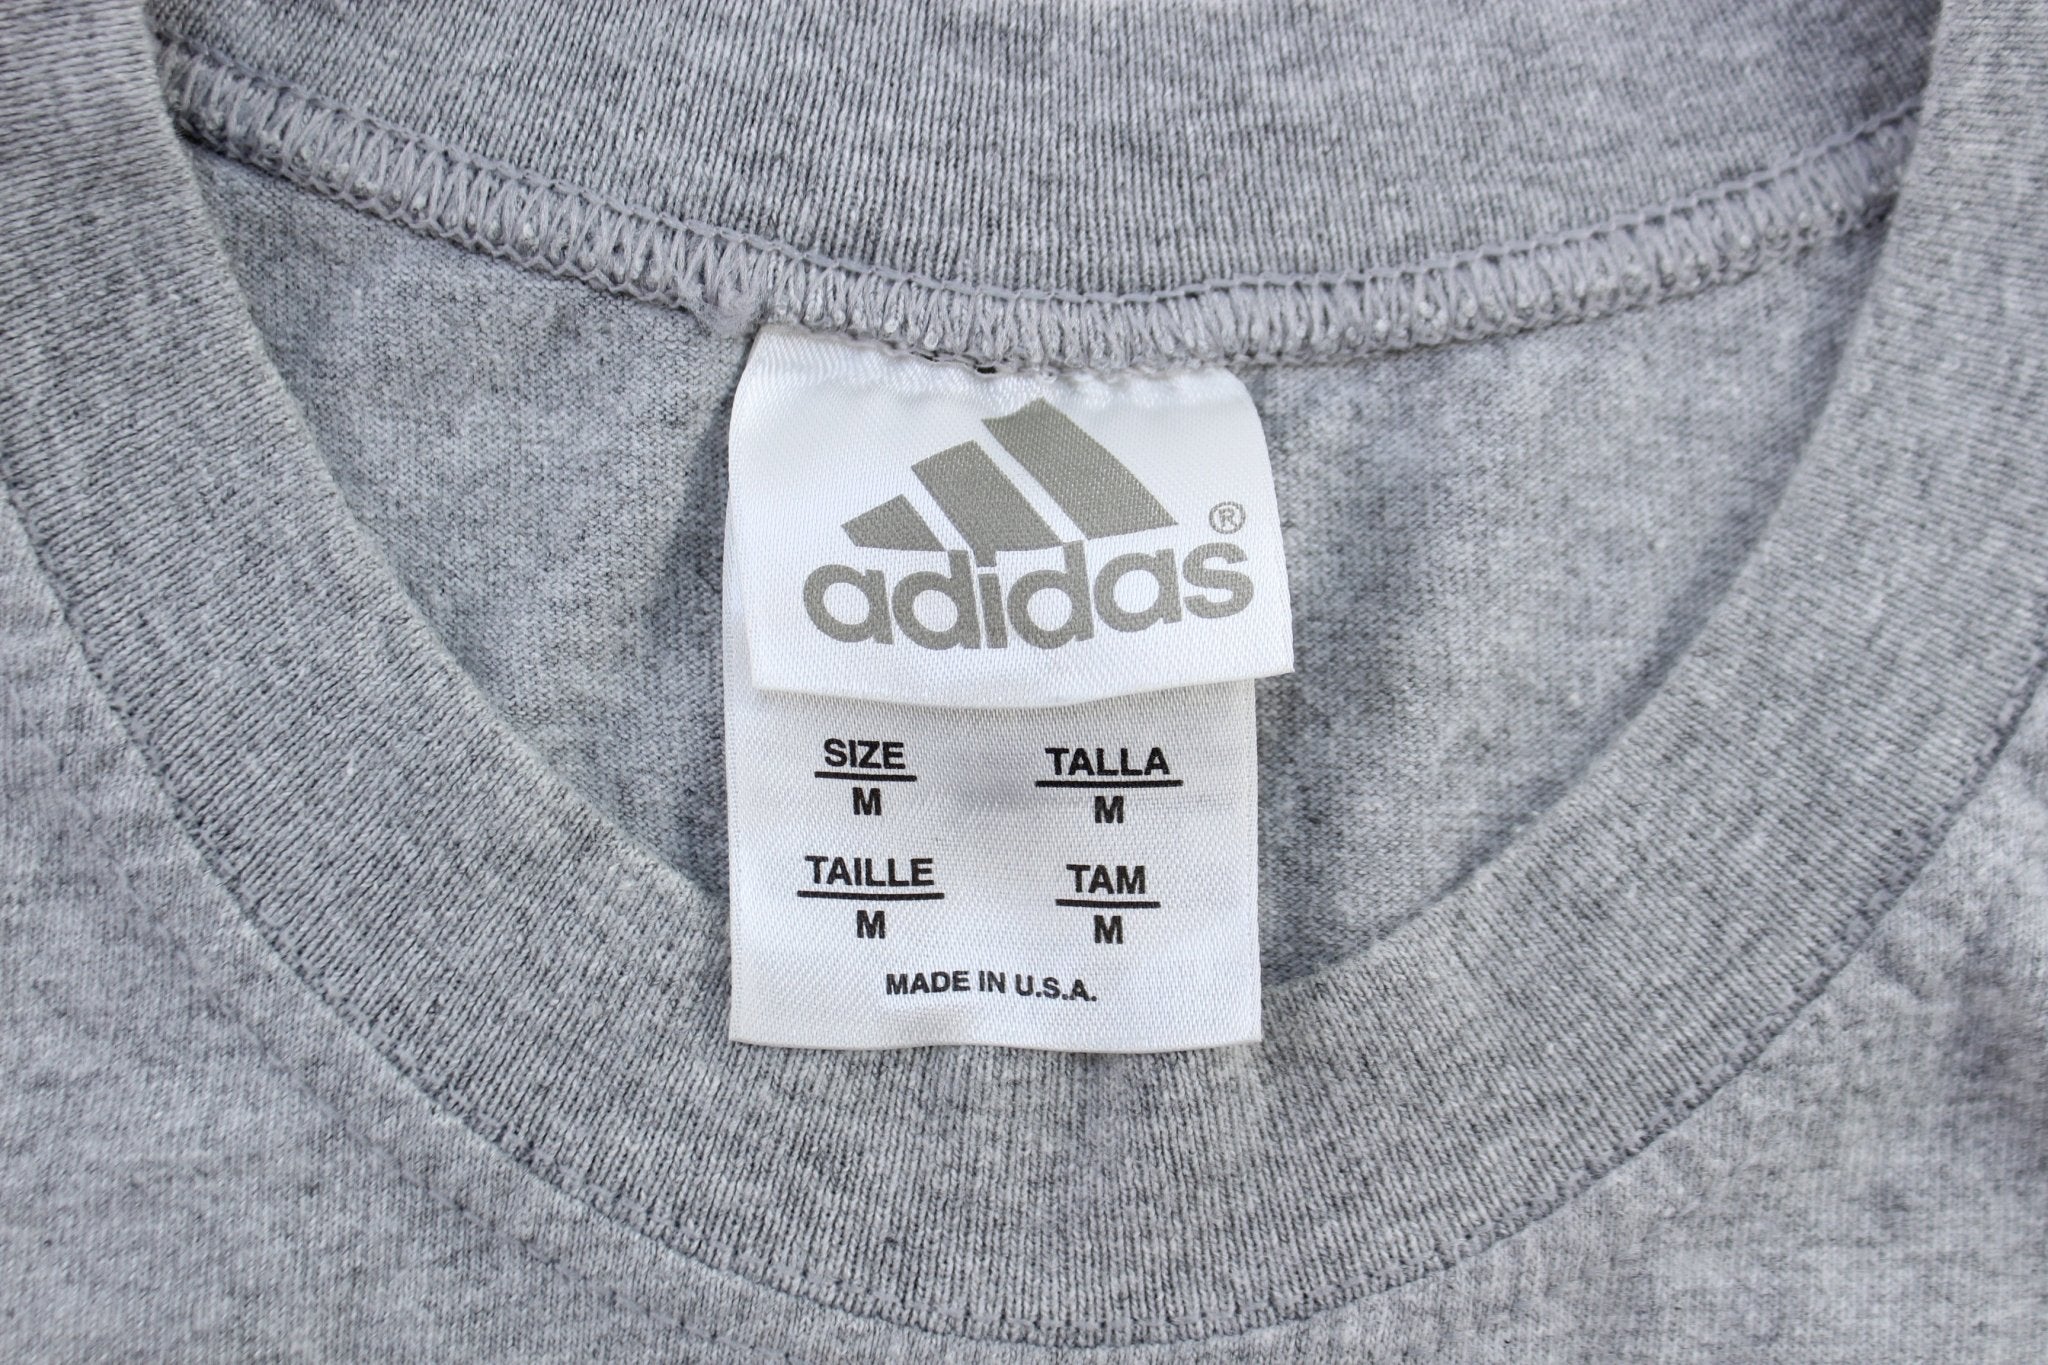 adidas®
SIZE TALLA
M M
TAILLE TAM
M M
MADE IN U.S.A.